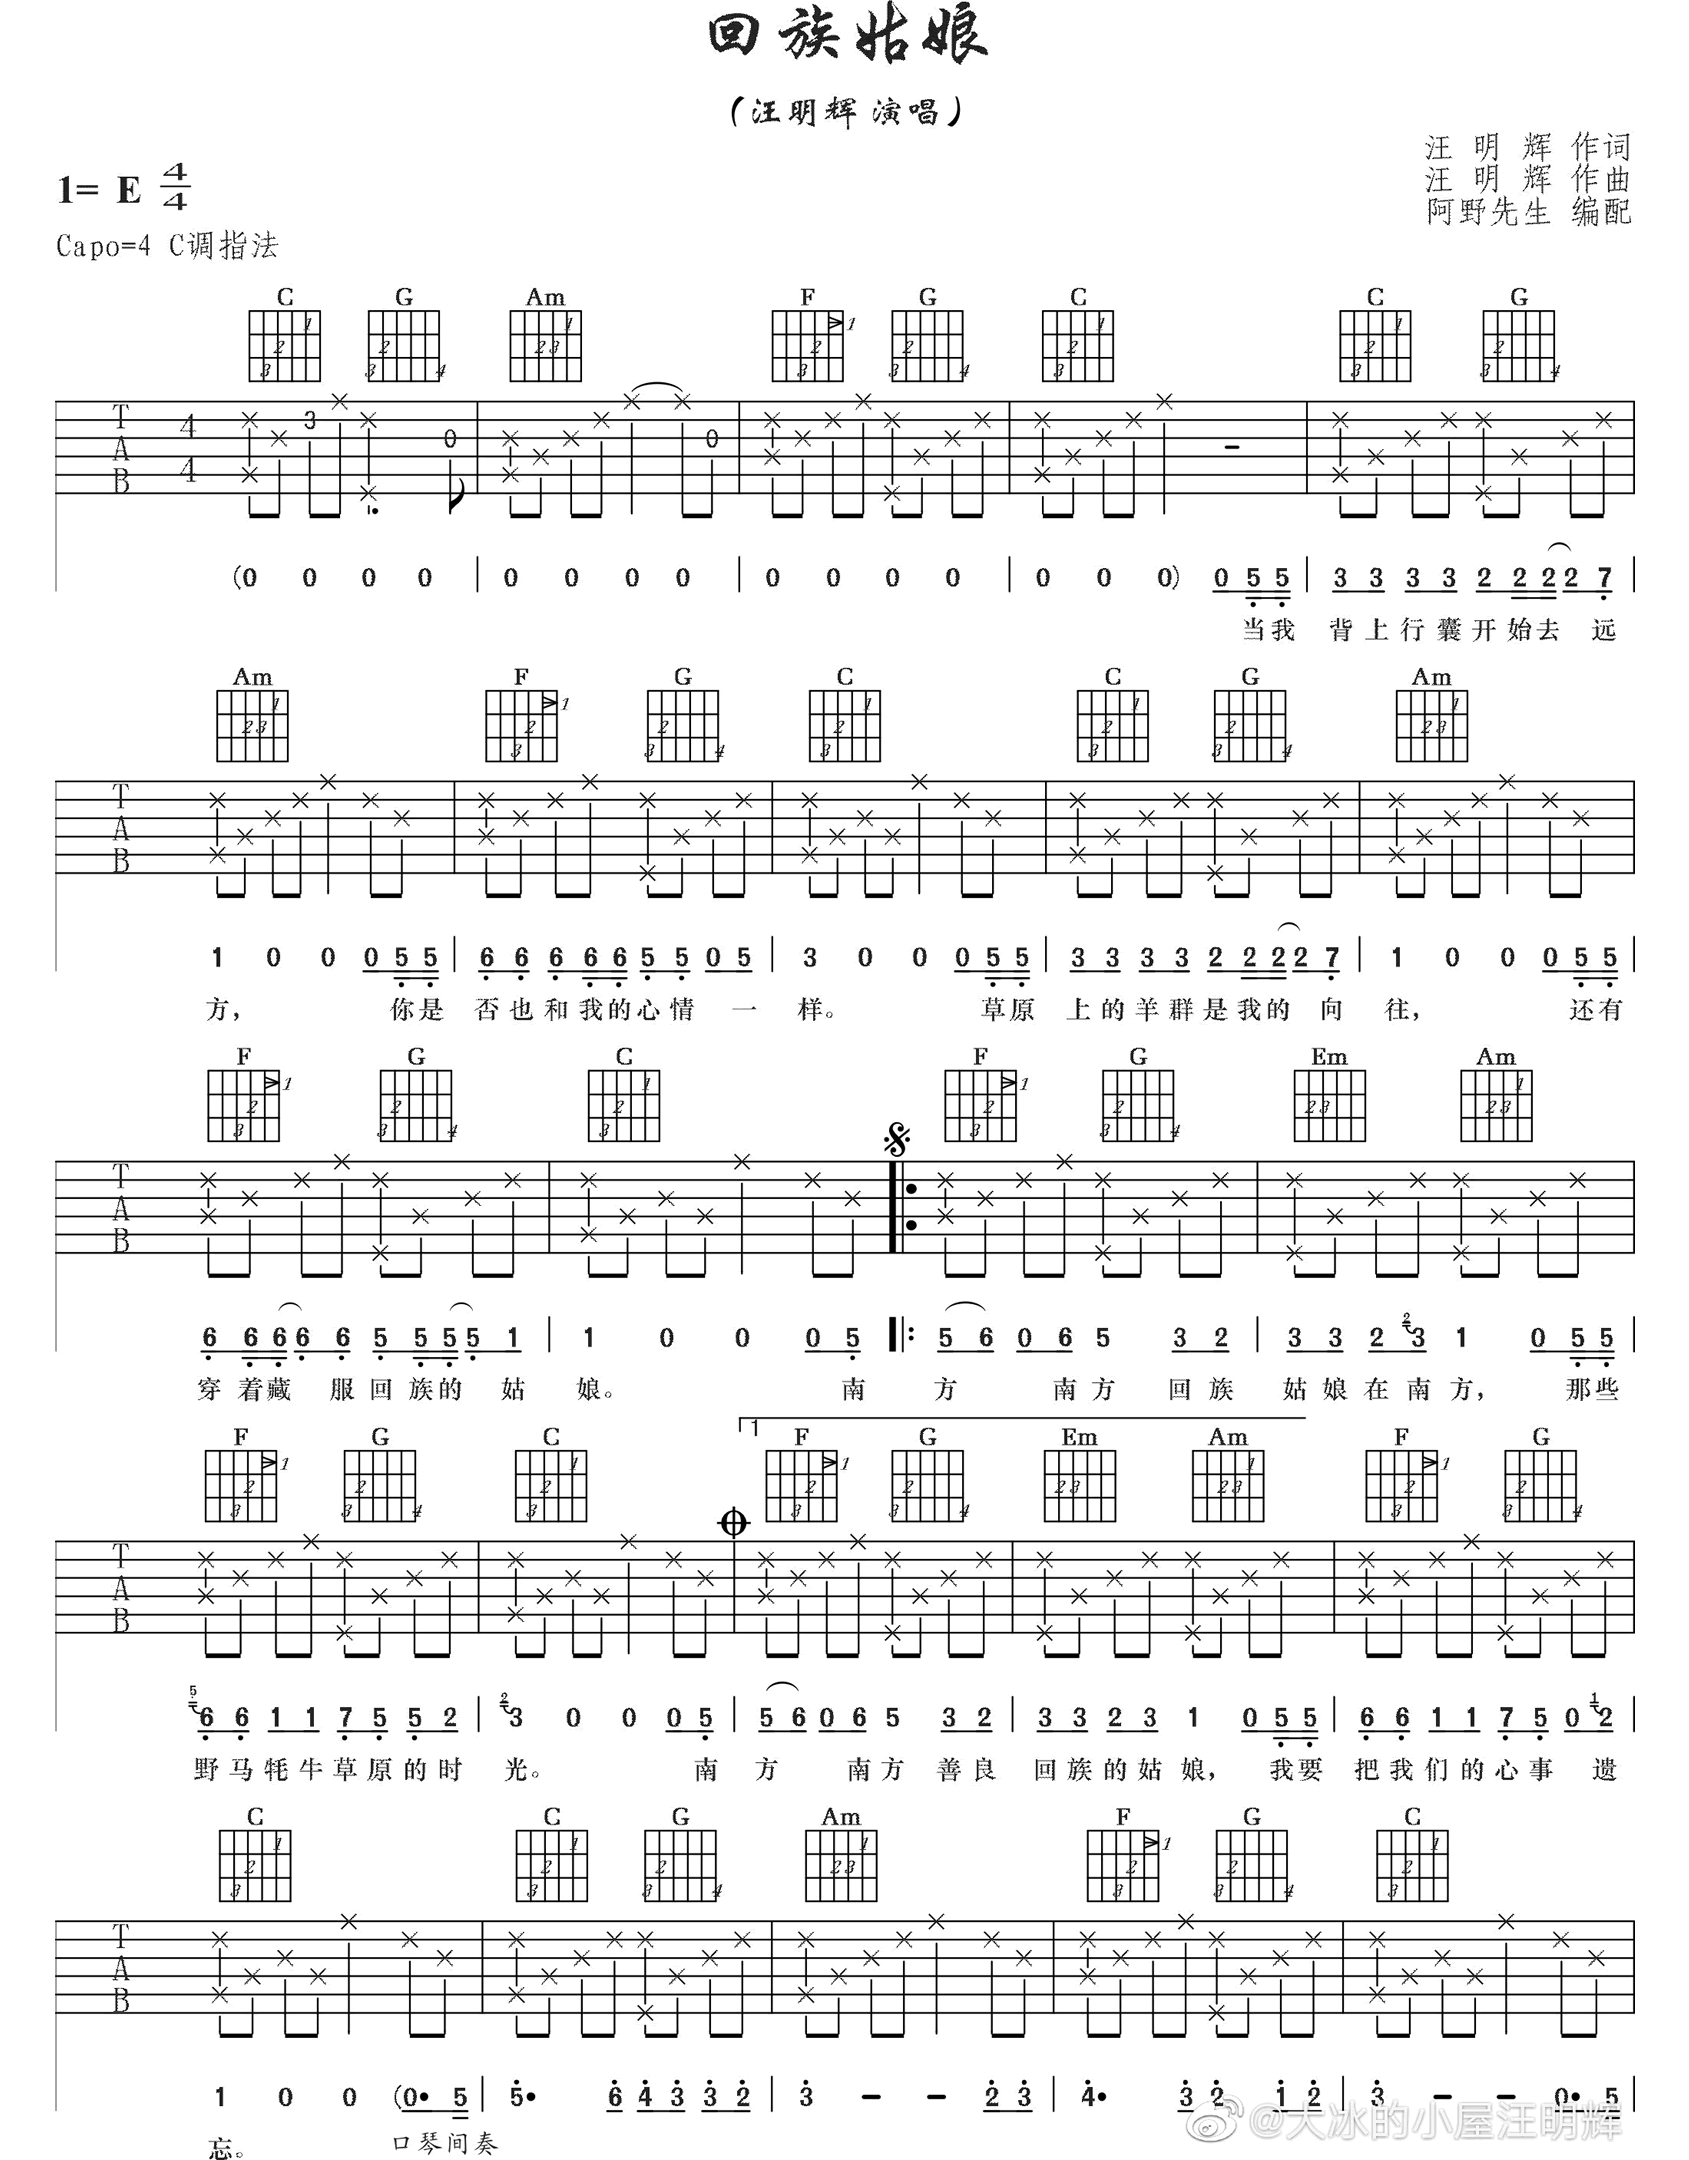 回族姑娘
(汪明辉 演唱)
汪 明 辉 作词
汪 明 辉 作曲
阿野先生 编配
1= E 4/4
Capo=4 C调指法
C G Am F G C C G
(0 0 0 0 | 0 0 0 0 | 0 0 0 0 | 0 0 0) 0 5 5 | 3 3 3 3 2 2 2 2 7 |
当我 背上行囊开始去 远
Am F G C C G Am
1 0 0 0 5 5 | 6 6 6 6 6 5 5 0 5 | 3 0 0 0 5 5 | 3 3 3 3 2 2 2 2 7 | 1 0 0 0 5 5 |
方， 你是 否也和我的心情 一 样。 草原 上的羊群是我的 向 往， 还有
F G C F G Em Am
6 6 6 6 6 5 5 5 5 1 | 1 0 0 0 5 |: 5 6 0 6 5 3 2 | 3 3 2 2 3 1 0 5 5 |
穿 着藏 服回 族的 姑 娘。 南 方 南方 回族 姑娘在南方， 那些
1
F G C F G Em Am F G
5 6 6 1 1 7 5 5 2 | 2 3 0 0 0 5 | 5 6 0 6 5 3 2 | 3 3 2 3 1 0 5 5 | 6 6 1 1 7 5 0 1 2 |
野马牦牛草原的时 光。 南 方 南方 善良 回族的姑 娘， 我要 把我们的心事 遗
C C G Am F G C
1 0 0 (0• 5 | 5• 6 4 3 3 2 | 3 – – 2 3 | 4• 3 2 1 2 | 3 – – 0• 5 |
忘。 口琴间奏
@大冰的小屋汪明辉